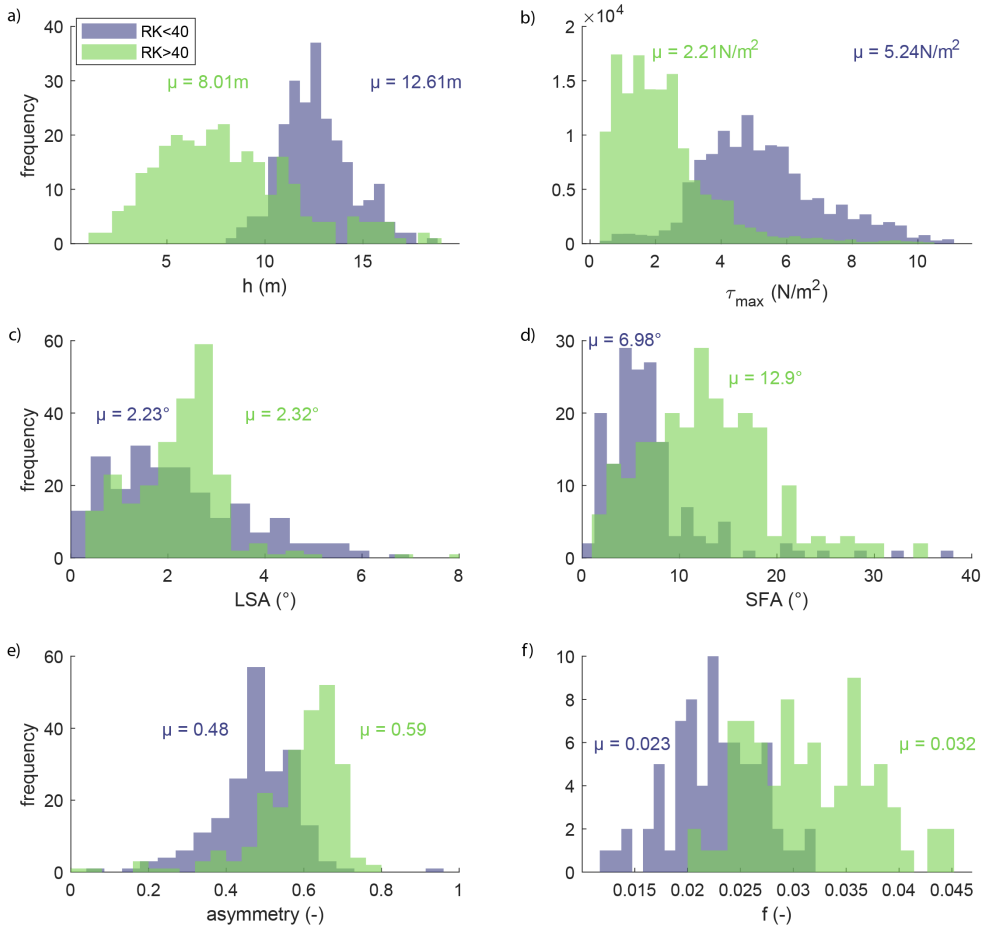 a)
RK<40
RK>40
μ = 8.01m
μ = 12.61m
frequency
40
30
20
10
0
5
10
15
h (m)
b)
×10⁴
μ = 2.21N/m²
μ = 5.24N/m²
2
1.5
1
0.5
0
0
2
4
6
8
10
τmax (N/m²)
c)
μ = 2.23°
μ = 2.32°
frequency
60
40
20
0
0
2
4
6
8
LSA (°)
d)
μ = 6.98°
μ = 12.9°
30
20
10
0
0
10
20
30
40
SFA (°)
e)
μ = 0.48
μ = 0.59
frequency
60
40
20
0
0
0.2
0.4
0.6
0.8
1
asymmetry (-)
f)
μ = 0.023
μ = 0.032
10
8
6
4
2
0
0.015
0.02
0.025
0.03
0.035
0.04
0.045
f (-)